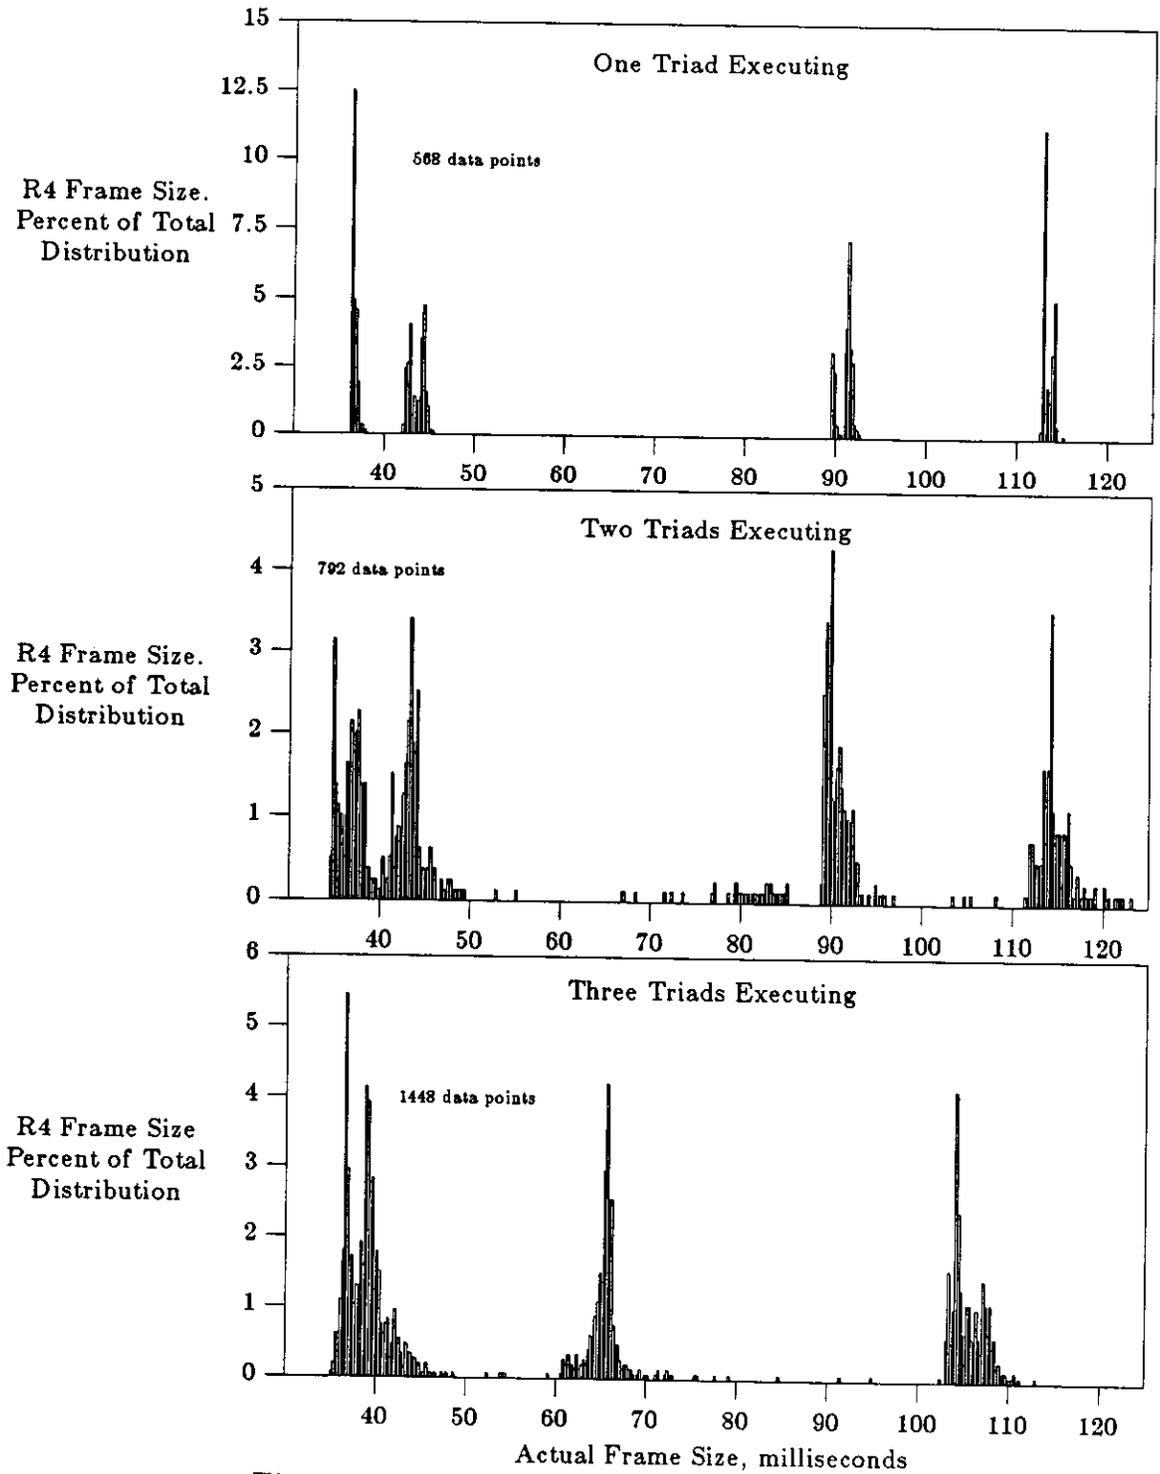 15
One Triad Executing
12.5
568 data points
10
R4 Frame Size.
Percent of Total
Distribution
7.5
5
2.5
0
40 50 60 70 80 90 100 110 120
5
Two Triads Executing
4
792 data points
3
R4 Frame Size.
Percent of Total
Distribution
2
1
0
40 50 60 70 80 90 100 110 120
6
Three Triads Executing
5
4
1448 data points
R4 Frame Size
Percent of Total
Distribution
3
2
1
0
40 50 60 70 80 90 100 110 120
Actual Frame Size, milliseconds